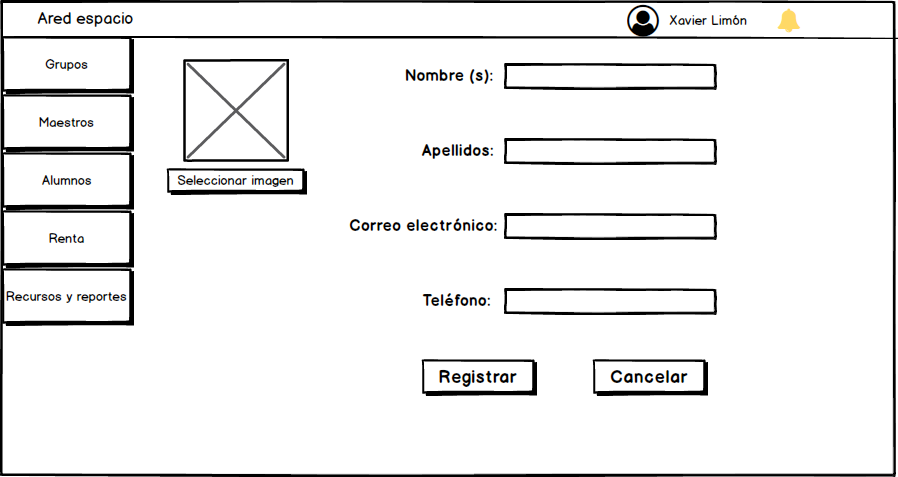 Ared espacio
Xavier Limón
Grupos
Maestros
Alumnos
Renta
Recursos y reportes
Seleccionar imagen
Nombre (s):
Apellidos:
Correo electrónico:
Teléfono:
Registrar
Cancelar